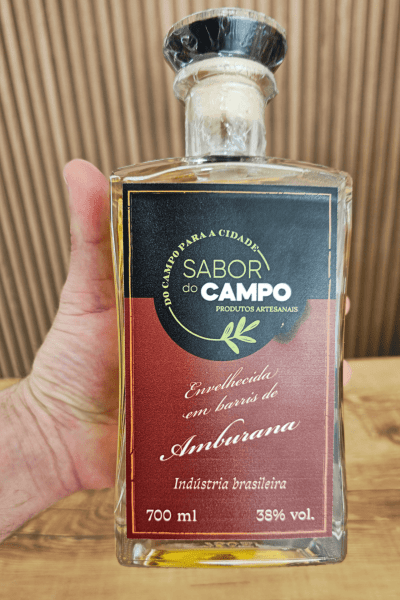 DO CAMPO PARA A CIDADE
SABOR
do CAMPO
PRODUTOS ARTESANAIS
Envelhecida
em barris de
Amburana
Indústria brasileira
700 ml 38% vol.